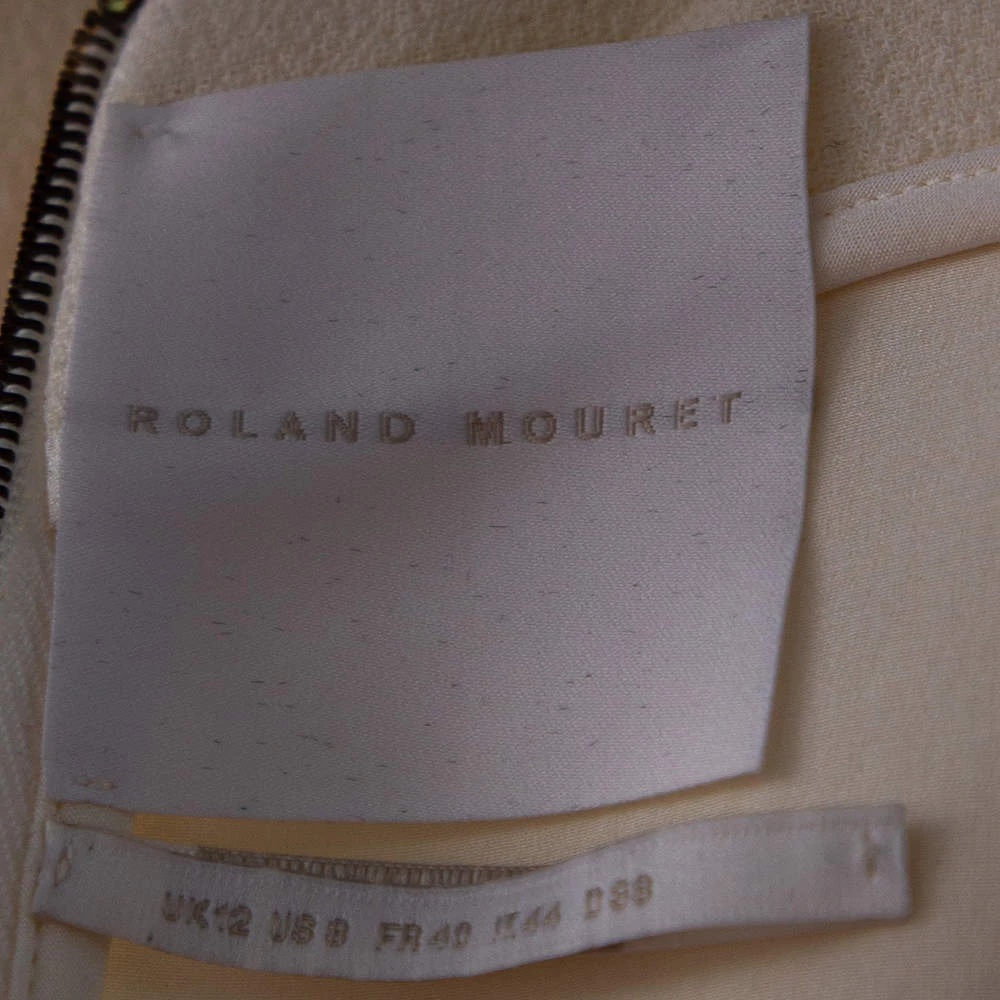 ROLAND MOURET
UK12 US8 FR40 IT44 D38